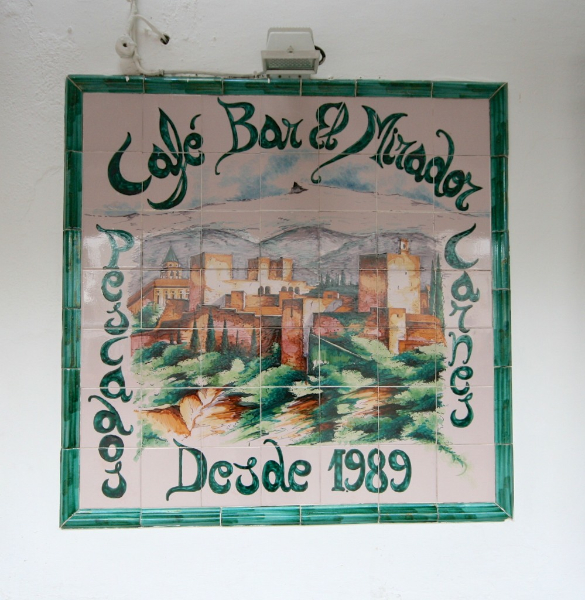 Café Bar El Mirador
Pescados
Carnes
Desde 1989